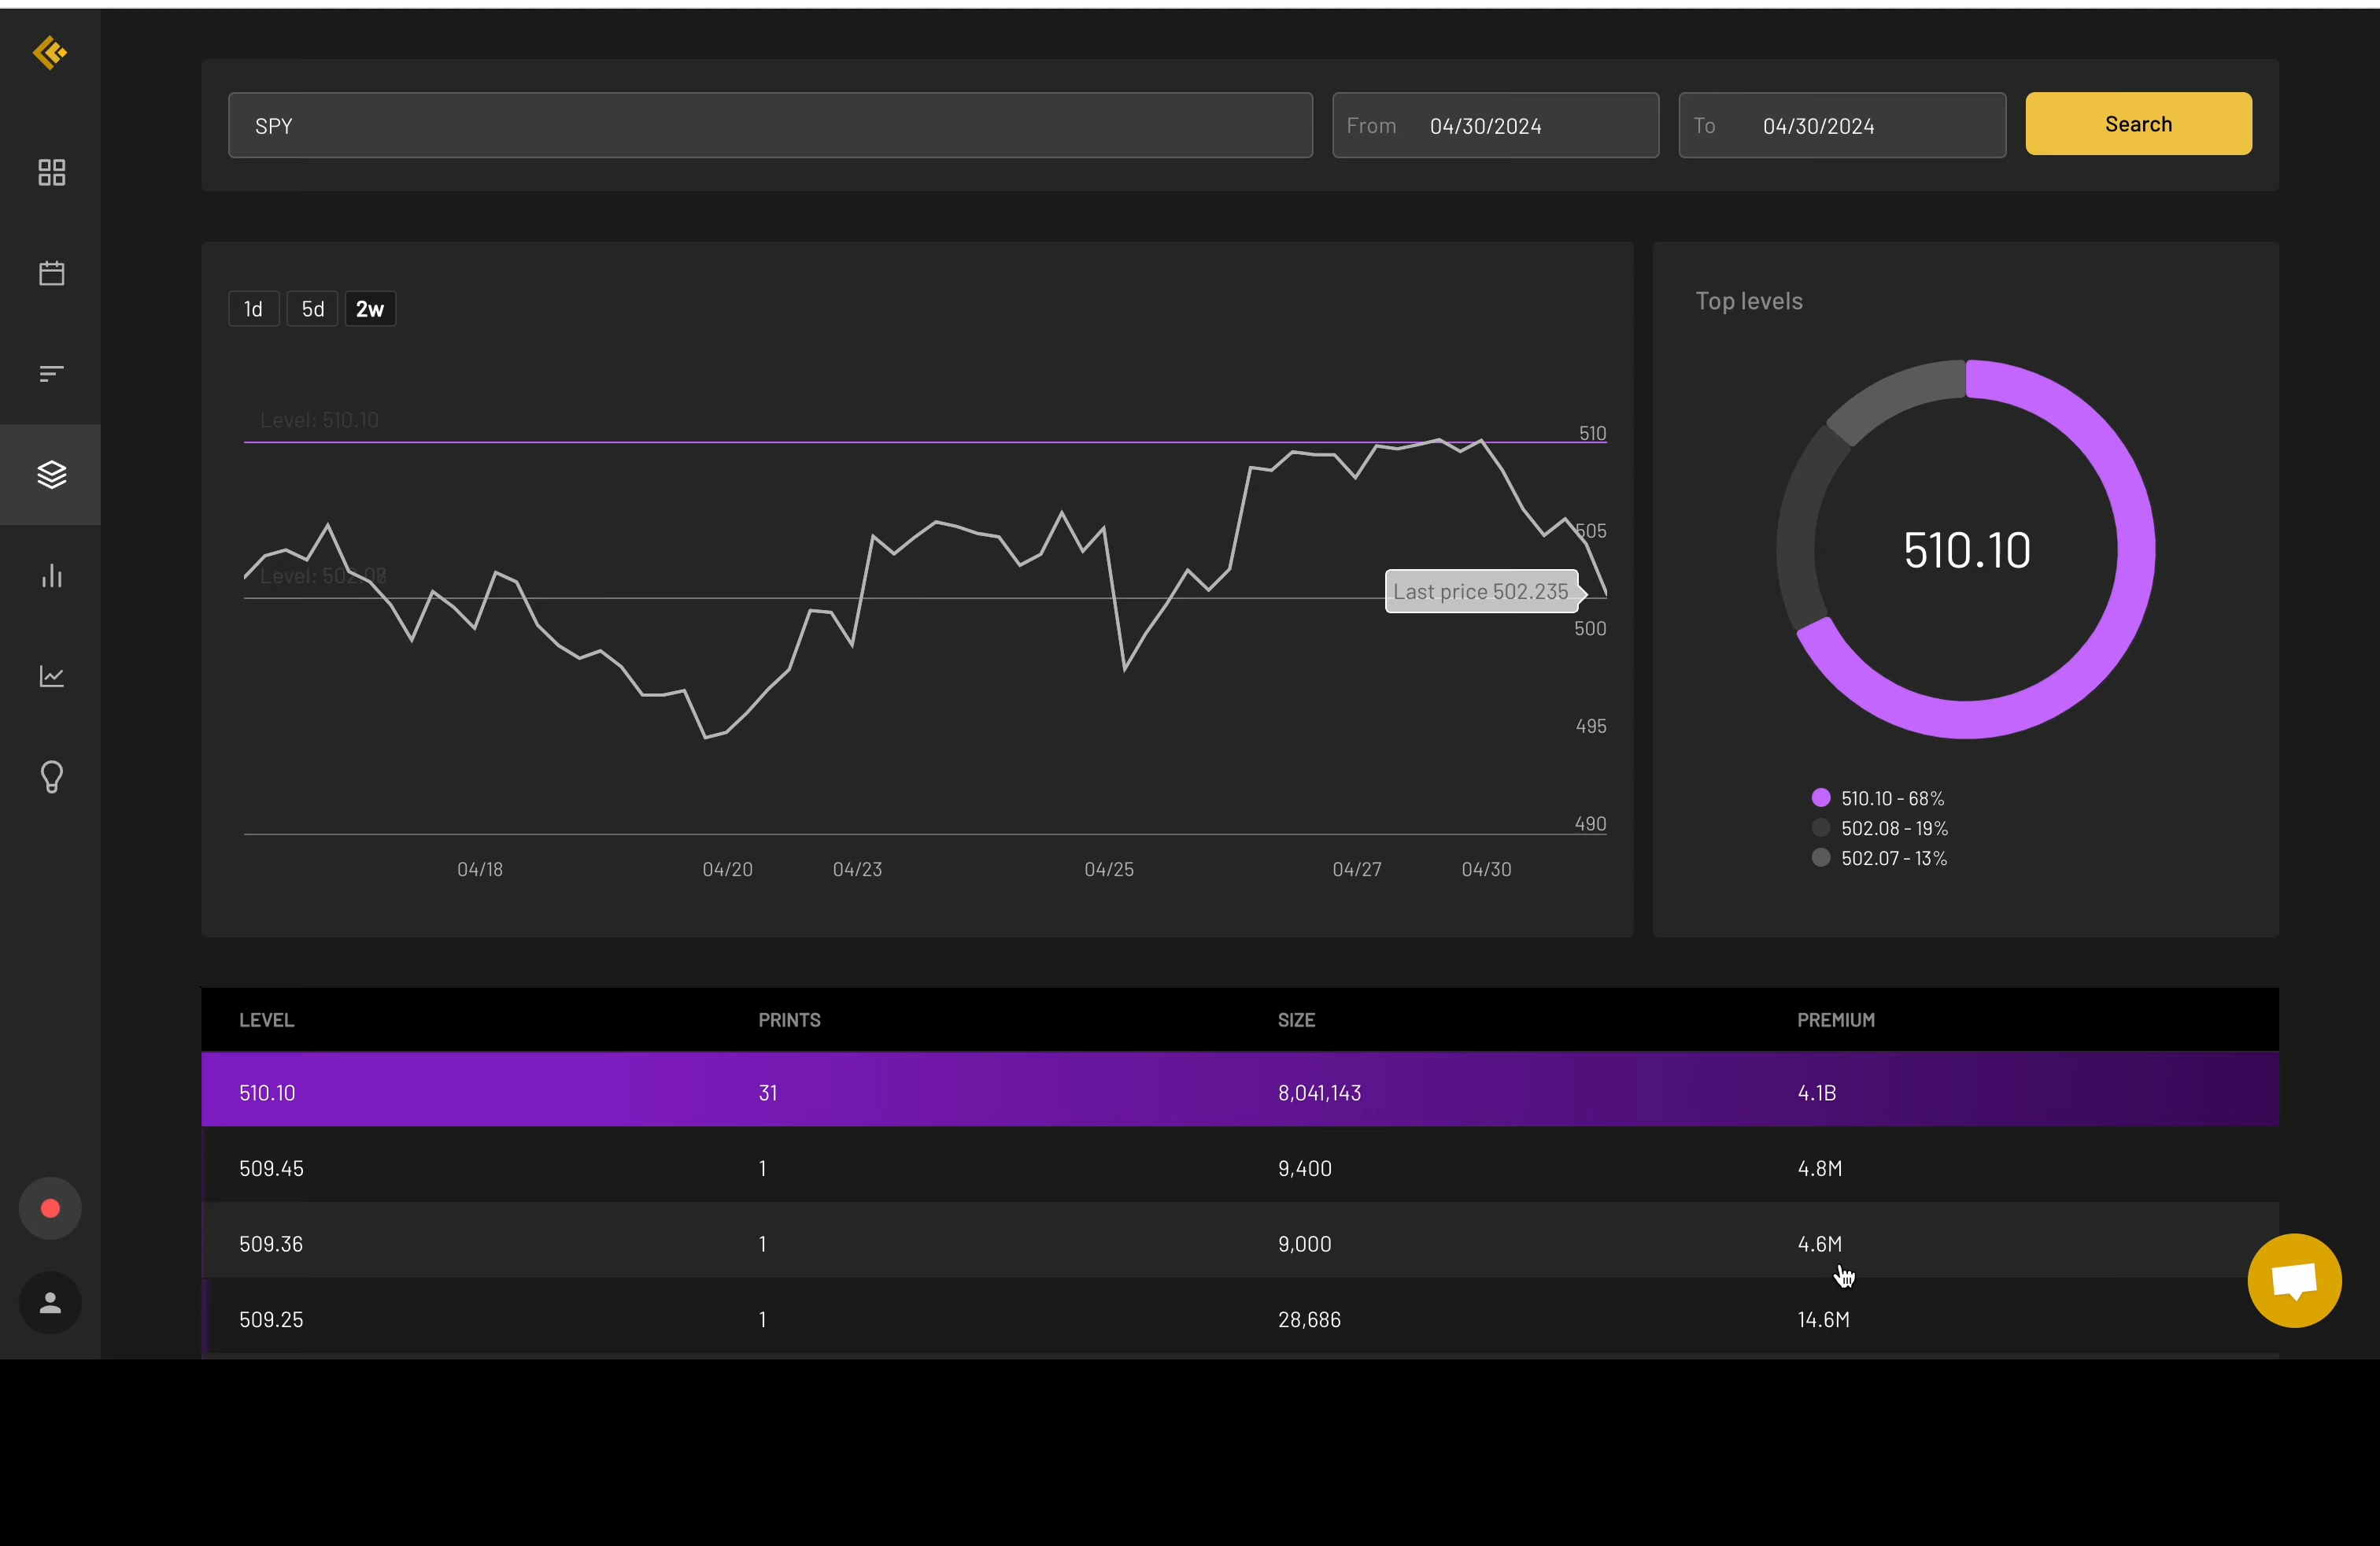 SPY
From 04/30/2024
To 04/30/2024
Search
1d 5d 2w
Top levels
Level: 510.10
510
505
Level: 502.
Last price 502.235
500
495
490
04/18 04/20 04/23 04/25 04/27 04/30
510.10
510.10 - 68%
502.08 - 19%
502.07 - 13%
LEVEL PRINTS SIZE PREMIUM
510.10 31 8,041,143 4.1B
509.45 1 9,400 4.8M
509.36 1 9,000 4.6M
509.25 1 28,686 14.6M